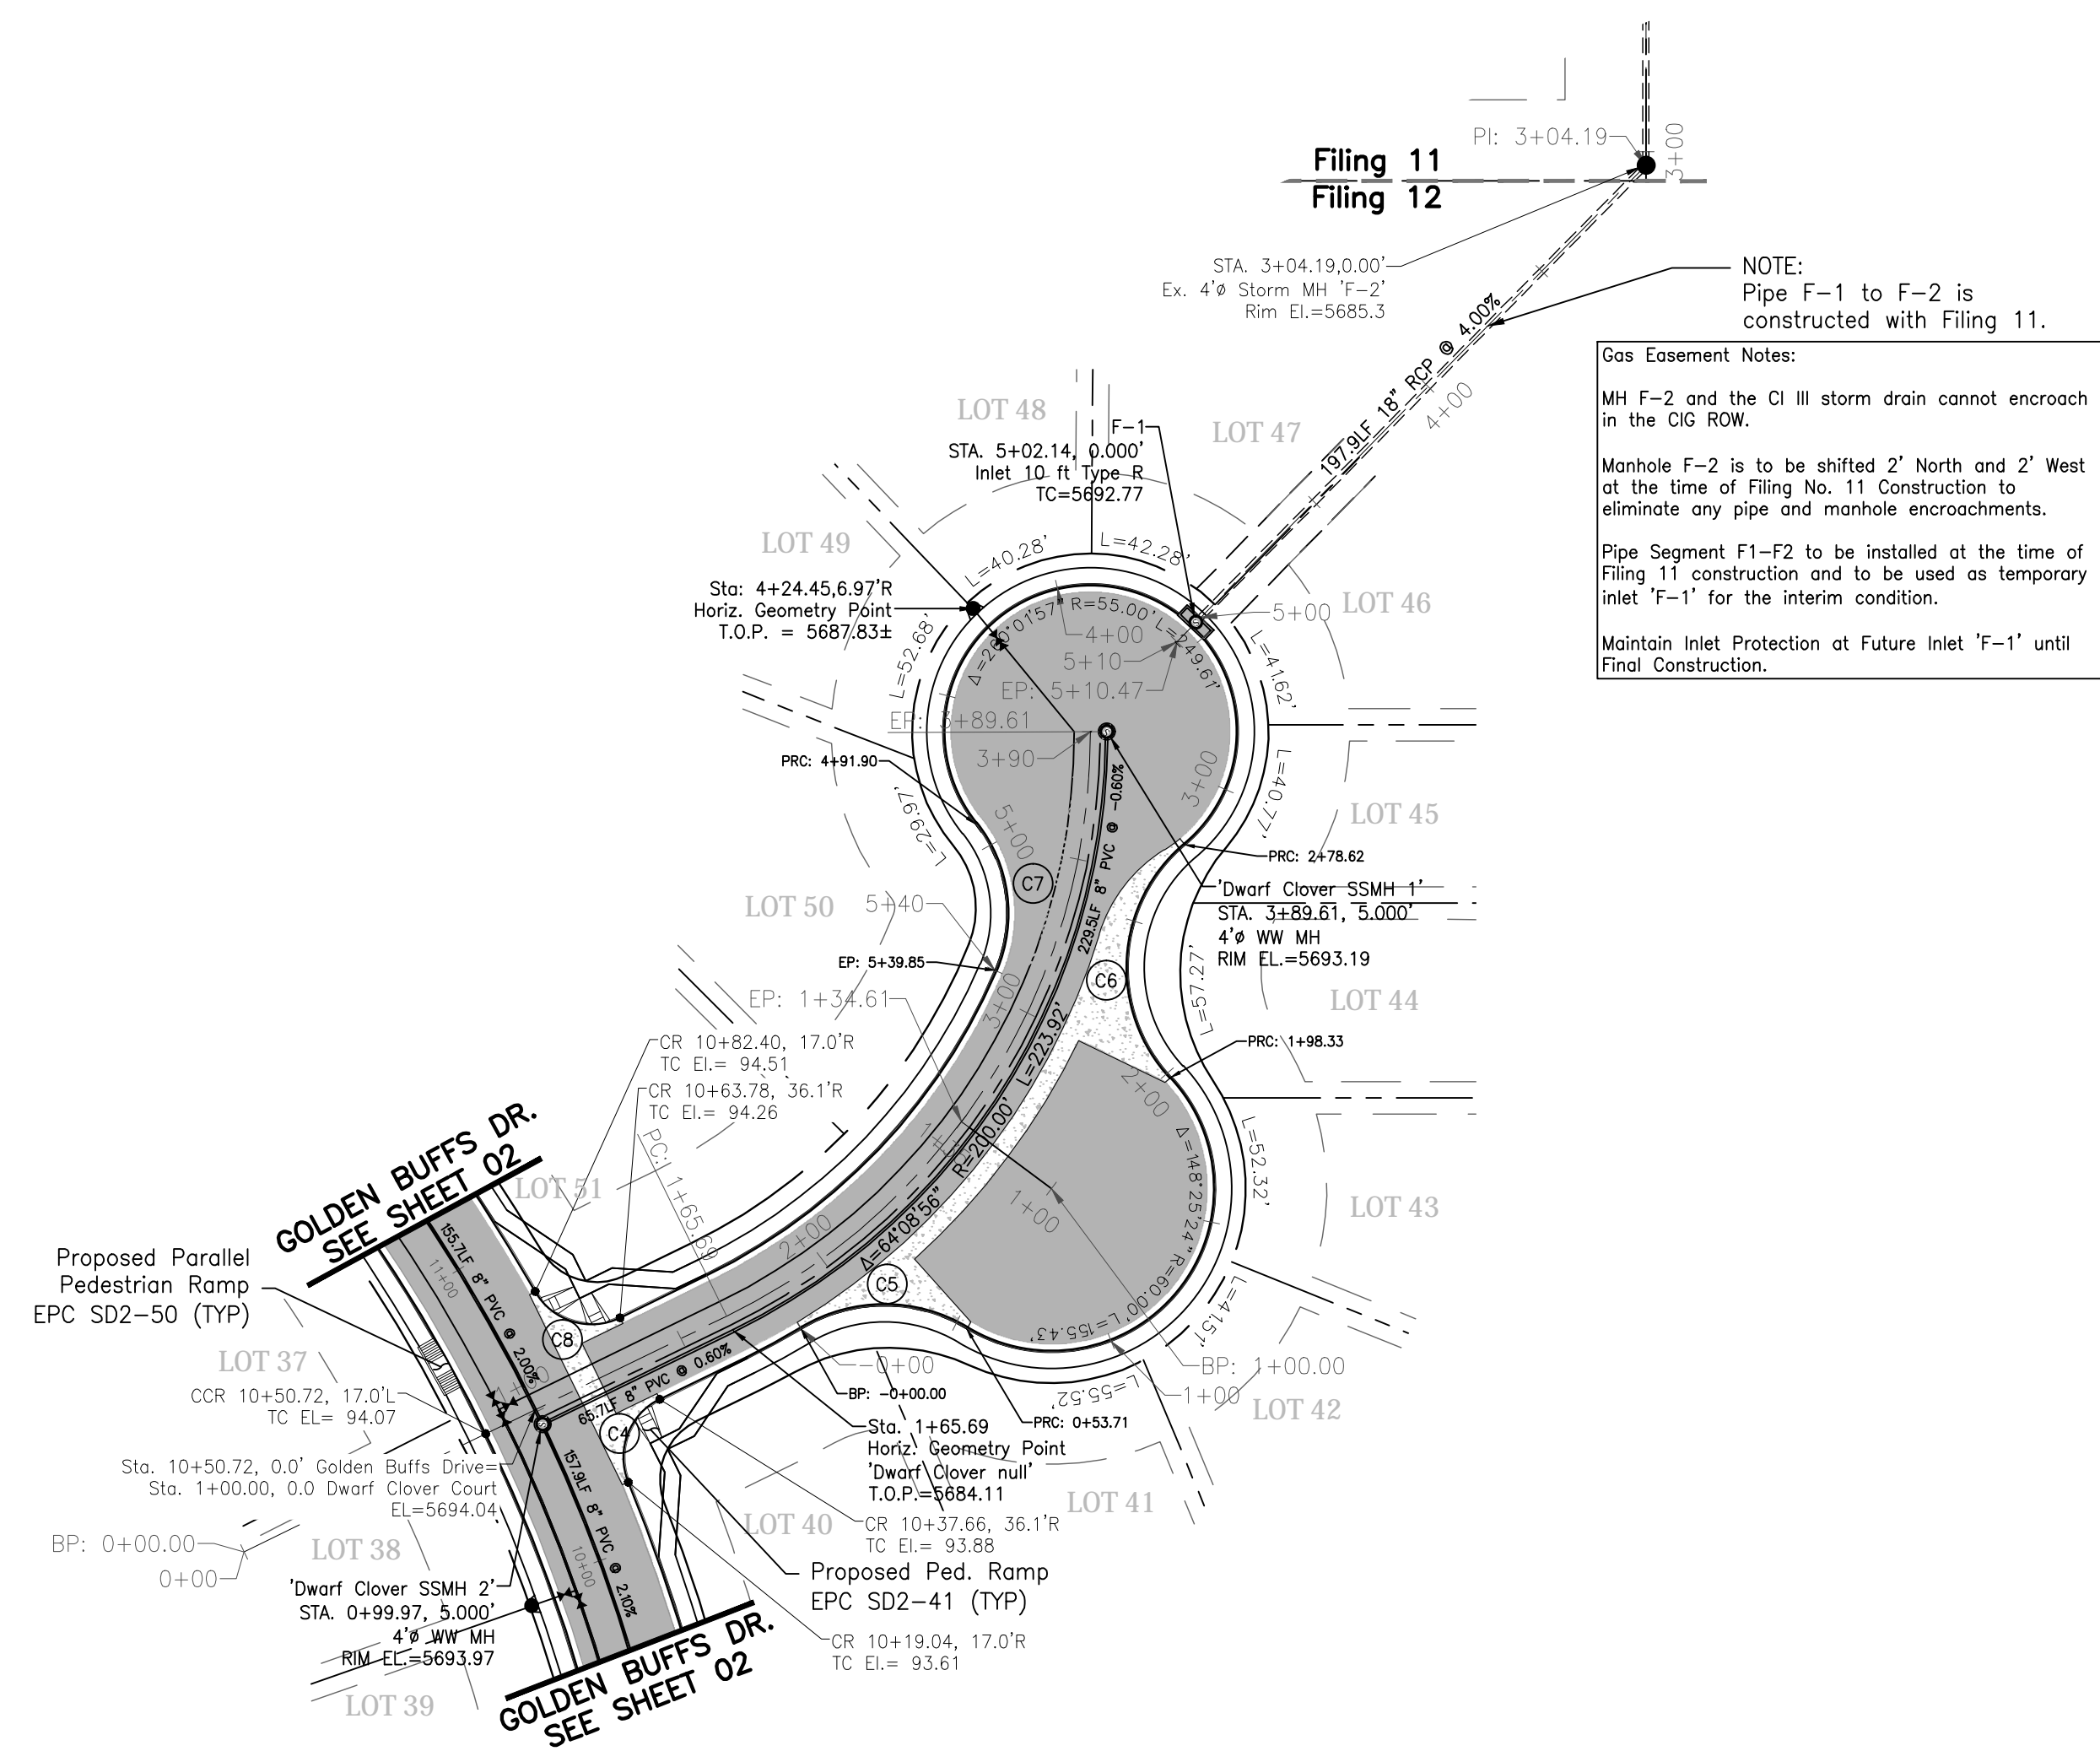 PI: 3+04.19
3+00
Filing 11
Filing 12
STA. 3+04.19,0.00'
Ex. 4'ø Storm MH 'F-2'
Rim El.=5685.3
NOTE:
Pipe F-1 to F-2 is
constructed with Filing 11.
197.9LF 18" RCP @ 4.00%
4+00
Gas Easement Notes:
MH F-2 and the Cl III storm drain cannot encroach
in the CIG ROW.
Manhole F-2 is to be shifted 2' North and 2' West
at the time of Filing No. 11 Construction to
eliminate any pipe and manhole encroachments.
Pipe Segment F1-F2 to be installed at the time of
Filing 11 construction and to be used as temporary
inlet 'F-1' for the interim condition.
Maintain Inlet Protection at Future Inlet 'F-1' until
Final Construction.
LOT 48
LOT 47
F-1
STA. 5+02.14, 0.000'
Inlet 10 ft Type R
TC=5692.77
LOT 49
L=40.28'
L=42.28'
Sta: 4+24.45,6.97'R
Horiz. Geometry Point
T.O.P. = 5687.83±
L=52.68'
R=55.00'
L=249.61'
4+00
5+00
LOT 46
5+10
EP: 5+10.47
L=41.62'
EP: 3+89.61
3+90
PRC: 4+91.90
3+00
L=40.77'
LOT 45
L=29.97'
5+00
229.5LF 8" PVC @ -0.60%
PRC: 2+78.62
C7
'Dwarf Clover SSMH 1'
STA. 3+89.61, 5.000'
4'ø WW MH
RIM EL.=5693.19
LOT 50
5+40
EP: 5+39.85
C6
L=57.27'
LOT 44
EP: 1+34.61
3+00
CR 10+82.40, 17.0'R
TC El.= 94.51
CR 10+63.78, 36.1'R
TC El.= 94.26
PRC: 1+98.33
2+00
Δ=64°08'56" R=200.00' L=223.92'
GOLDEN BUFFS DR.
SEE SHEET 02
LOT 51
PC: 1+65.69
1+00
Δ=148°25'24" R=60.00' L=155.43'
L=52.32'
LOT 43
2+00
Proposed Parallel
Pedestrian Ramp
EPC SD2-50 (TYP)
155.7LF 8" PVC @ 2.00%
11+00
C5
C8
L=41.51'
LOT 37
65.7LF 8" PVC @ 0.60%
-0+00
BP: 1+00.00
1+00
BP: -0+00.00
L=55.52'
LOT 42
CCR 10+50.72, 17.0'L
TC EL= 94.07
C4
PRC: 0+53.71
Sta. 1+65.69
Horiz. Geometry Point
'Dwarf Clover null'
T.O.P.=5684.11
Sta. 10+50.72, 0.0' Golden Buffs Drive=
Sta. 1+00.00, 0.0 Dwarf Clover Court
EL=5694.04
157.9LF 8" PVC @ 2.10%
LOT 41
LOT 40
CR 10+37.66, 36.1'R
TC El.= 93.88
BP: 0+00.00
0+00
LOT 38
10+00
Proposed Ped. Ramp
EPC SD2-41 (TYP)
'Dwarf Clover SSMH 2'
STA. 0+99.97, 5.000'
4'ø WW MH
RIM EL.=5693.97
CR 10+19.04, 17.0'R
TC El.= 93.61
LOT 39
GOLDEN BUFFS DR.
SEE SHEET 02